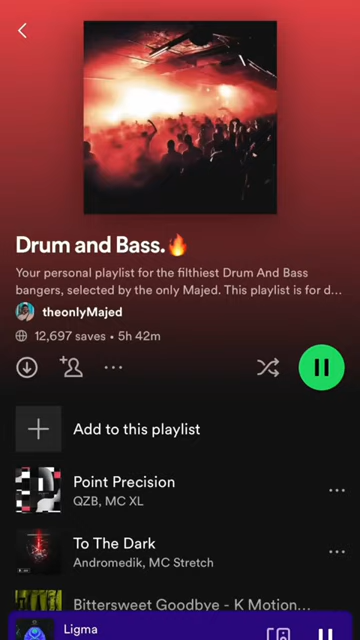 Drum and Bass.🔥
Your personal playlist for the filthiest Drum And Bass
bangers, selected by the only Majed. This playlist is for d...
theonlyMajed
12,697 saves • 5h 42m
Add to this playlist
Point Precision
QZB, MC XL
To The Dark
Andromedik, MC Stretch
Bittersweet Goodbye - K Motion...
Ligma